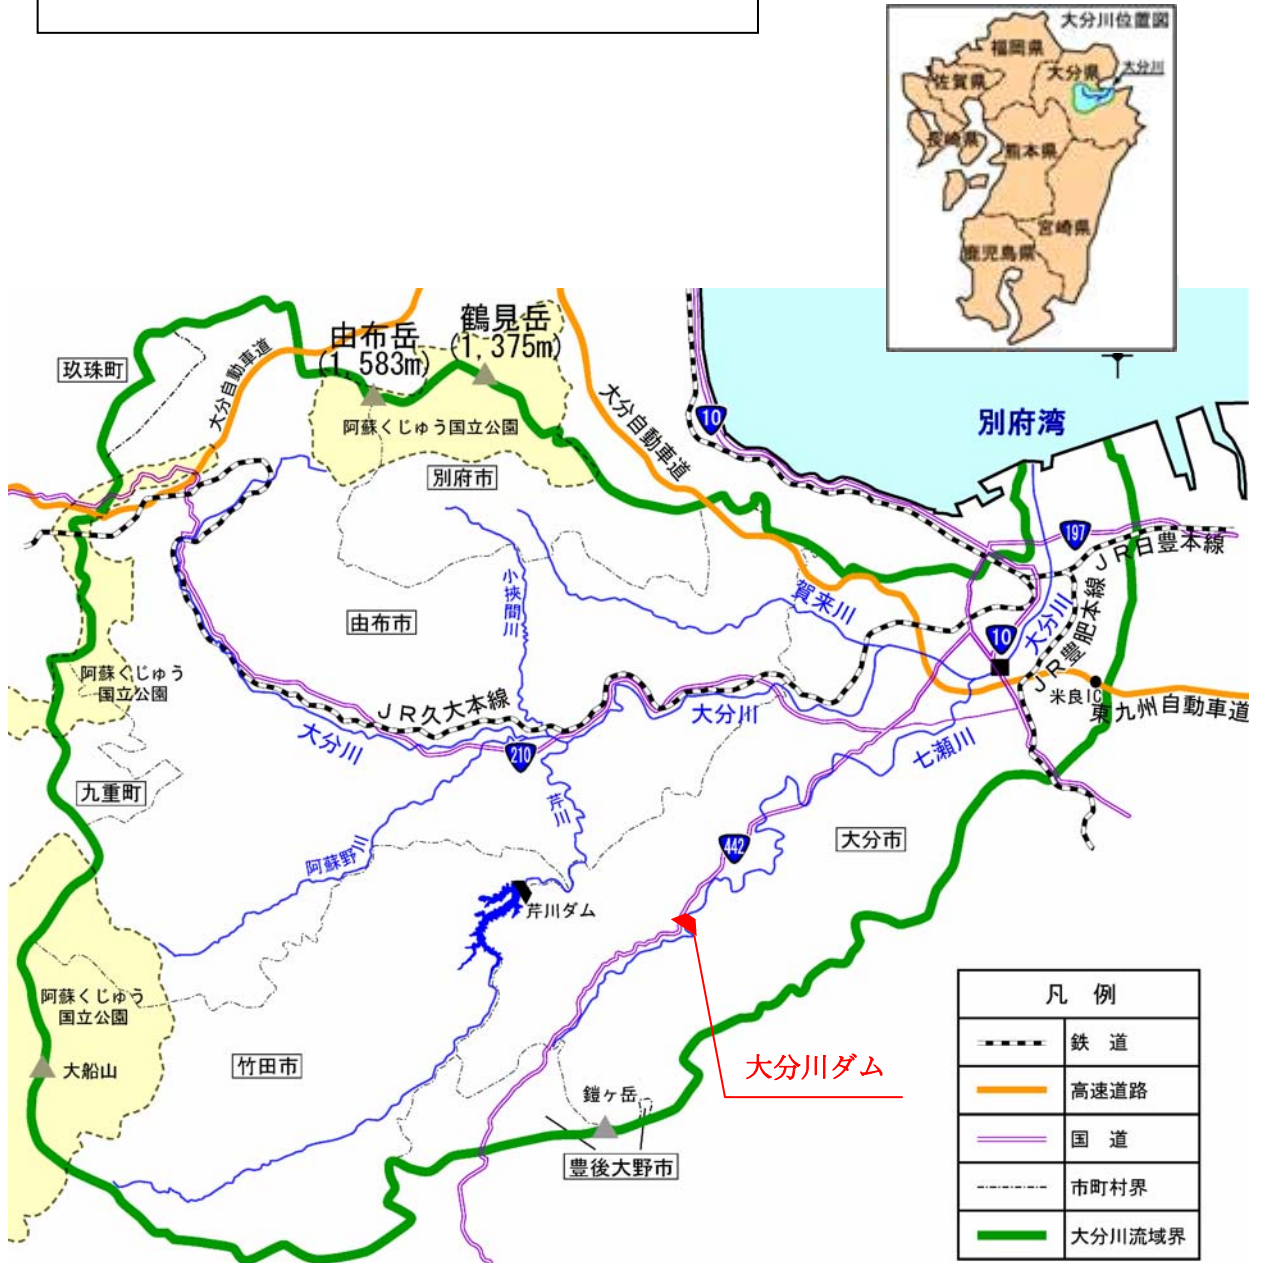 大分川位置図
福岡県
大分県
大分川
佐賀県
長崎県
熊本県
宮崎県
鹿児島県
鶴見岳
(1,375m)
由布岳
(1,583m)
玖珠町
大分自動車道
大分自動車道
阿蘇くじゅう国立公園
別府市
10
別府湾
197
JR日豊本線
小挾間川
賀来川
大分川
JR豊肥本線
由布市
10
阿蘇くじゅう
国立公園
米良IC
東九州自動車道
JR久大本線
大分川
大分川
210
七瀬川
九重町
芹川
大分市
442
阿蘇野川
芹川ダム
阿蘇くじゅう
国立公園
大船山
竹田市
大分川ダム
鎧ヶ岳
豊後大野市
凡 例
鉄 道
高速道路
国 道
市町村界
大分川流域界